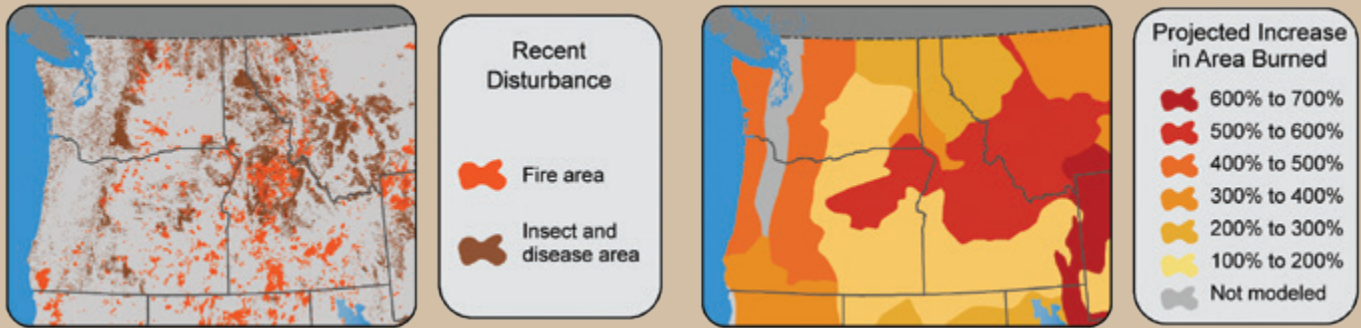 Recent
Disturbance
Fire area
Insect and
disease area
Projected Increase
in Area Burned
600% to 700%
500% to 600%
400% to 500%
300% to 400%
200% to 300%
100% to 200%
Not modeled